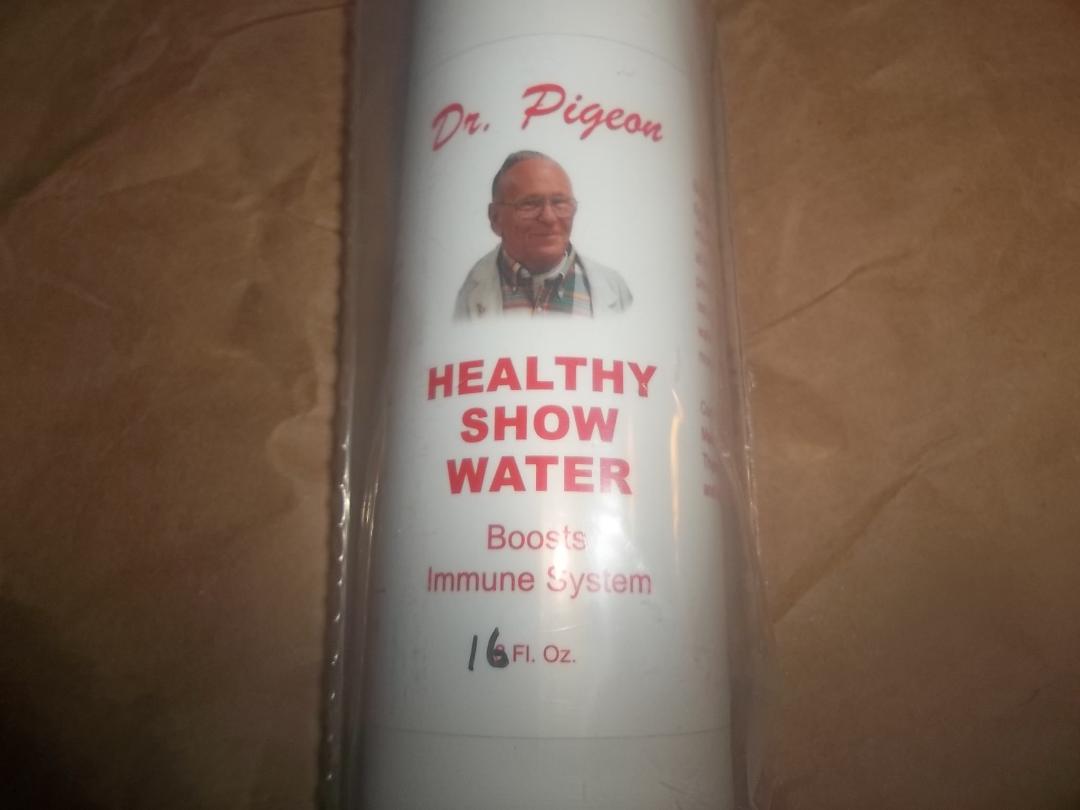 Dr. Pigeon
HEALTHY
SHOW
WATER
Boosts
Immune System
16 Fl. Oz.